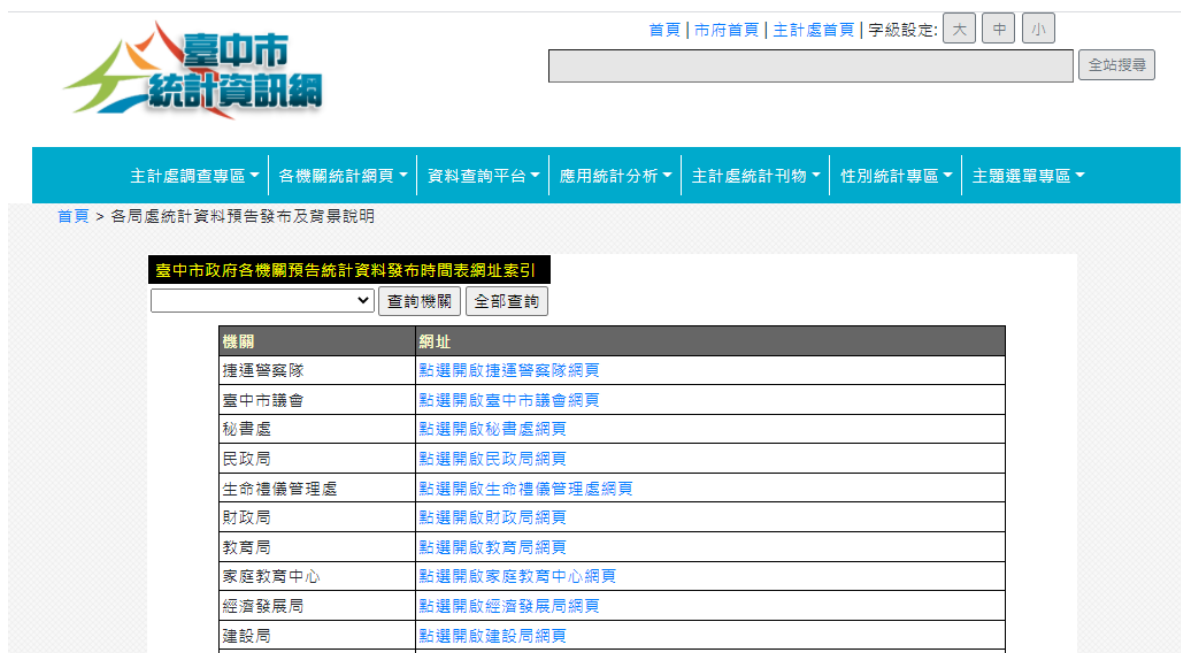 臺中市
統計資訊網
首頁 | 市府首頁 | 主計處首頁 | 字級設定: 大 中 小
全站搜尋
主計處調查專區 各機關統計網頁 資料查詢平台 應用統計分析 主計處統計刊物 性別統計專區 主題選單專區
首頁 > 各局處統計資料預告發布及背景說明
臺中市政府各機關預告統計資料發布時間表網址索引
查詢機關 全部查詢
機關 網址
捷運警察隊 點選開啟捷運警察隊網頁
臺中市議會 點選開啟臺中市議會網頁
秘書處 點選開啟秘書處網頁
民政局 點選開啟民政局網頁
生命禮儀管理處 點選開啟生命禮儀管理處網頁
財政局 點選開啟財政局網頁
教育局 點選開啟教育局網頁
家庭教育中心 點選開啟家庭教育中心網頁
經濟發展局 點選開啟經濟發展局網頁
建設局 點選開啟建設局網頁